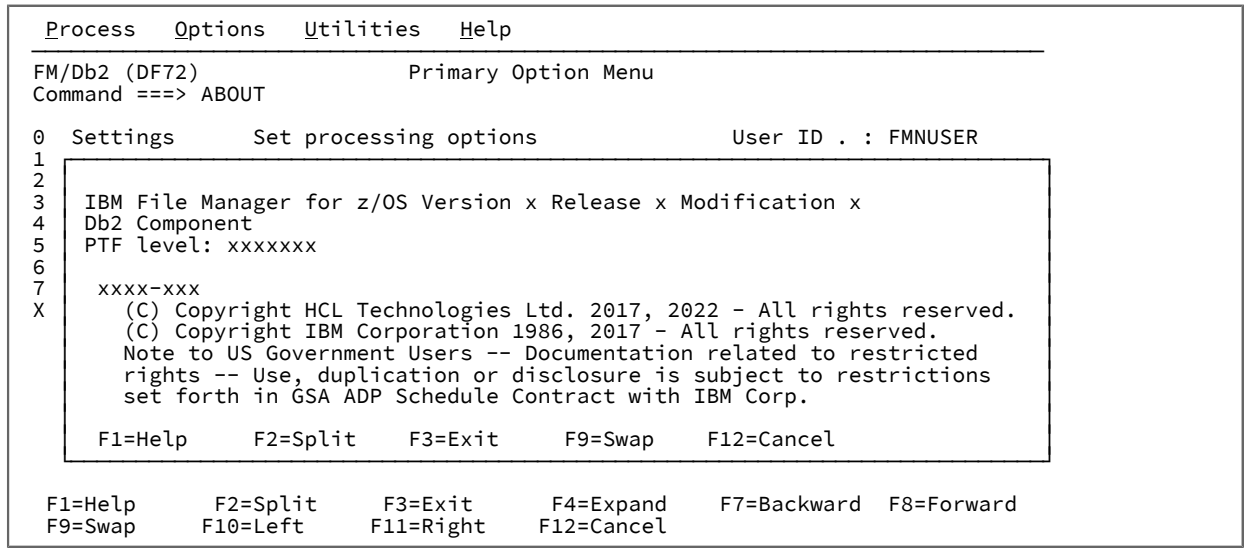 Process   Options   Utilities   Help
FM/Db2 (DF72)                Primary Option Menu
Command ===> ABOUT
0  Settings      Set processing options               User ID . : FMNUSER
1
2
3   IBM File Manager for z/OS Version x Release x Modification x
4   Db2 Component
5   PTF level: xxxxxxx
6
7    xxxx-xxx
X      (C) Copyright HCL Technologies Ltd. 2017, 2022 - All rights reserved.
(C) Copyright IBM Corporation 1986, 2017 - All rights reserved.
Note to US Government Users -- Documentation related to restricted
rights -- Use, duplication or disclosure is subject to restrictions
set forth in GSA ADP Schedule Contract with IBM Corp.
F1=Help     F2=Split    F3=Exit     F9=Swap    F12=Cancel
F1=Help      F2=Split     F3=Exit      F4=Expand    F7=Backward  F8=Forward
F9=Swap     F10=Left     F11=Right    F12=Cancel